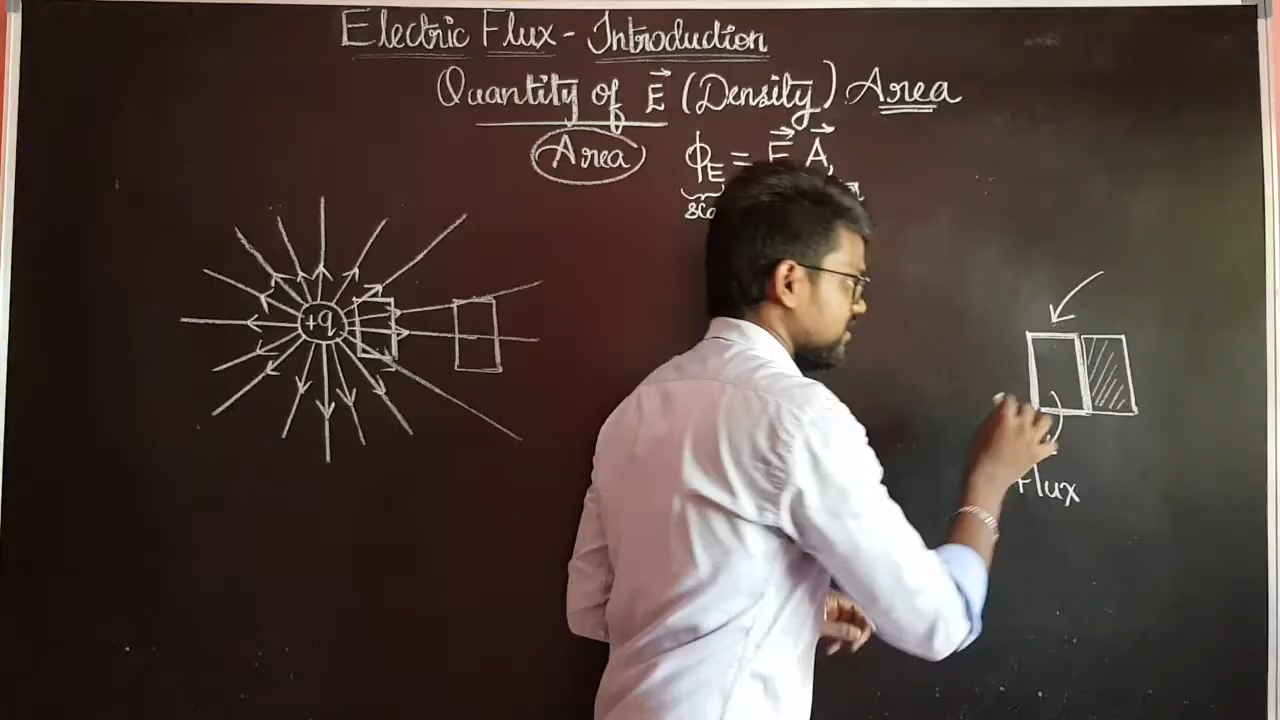 Electric Flux - Introduction
Quantity of E⃗ (Density) Area
Area ϕE = E⃗ A⃗,
+q
Flux